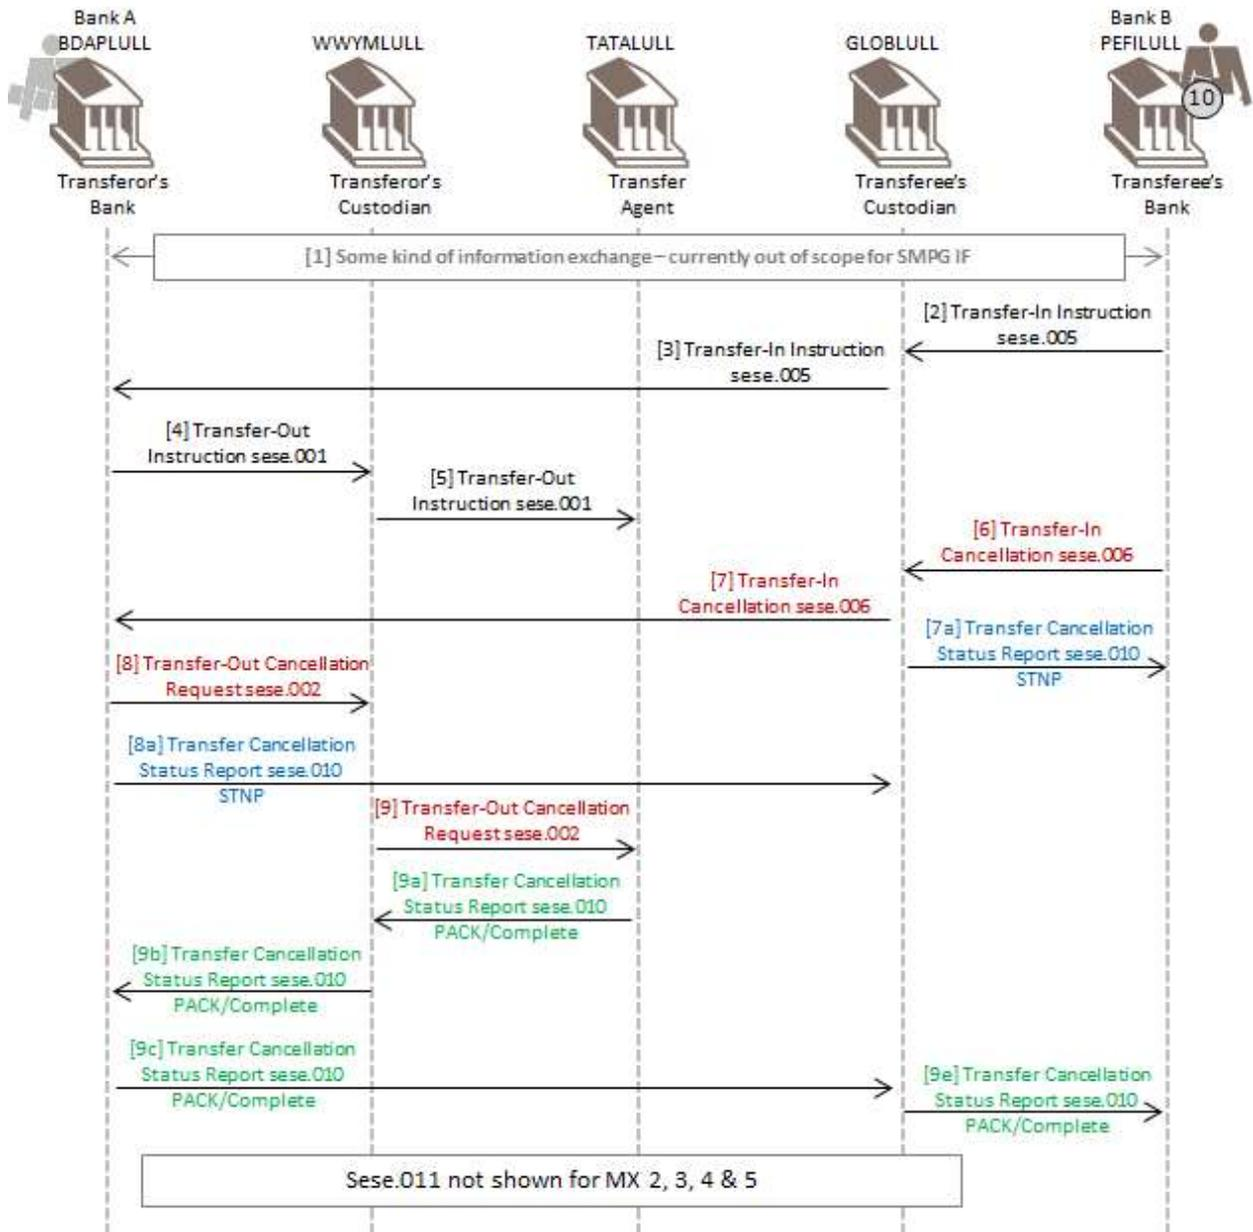 Bank A
BDAPLULL
WWYMLULL
TATALULL
GLOBLULL
Bank B
PEFILULL
10
Transferor's
Bank
Transferor's
Custodian
Transfer
Agent
Transferee's
Custodian
Transferee's
Bank
[1] Some kind of information exchange – currently out of scope for SMPG IF
[2] Transfer-In Instruction
sese.005
[3] Transfer-In Instruction
sese.005
[4] Transfer-Out
Instruction sese.001
[5] Transfer-Out
Instruction sese.001
[6] Transfer-In
Cancellation sese.006
[7] Transfer-In
Cancellation sese.006
[7a] Transfer Cancellation
Status Report sese.010
STNP
[8] Transfer-Out Cancellation
Request sese.002
[8a] Transfer Cancellation
Status Report sese.010
STNP
[9] Transfer-Out Cancellation
Request sese.002
[9a] Transfer Cancellation
Status Report sese.010
PACK/Complete
[9b] Transfer Cancellation
Status Report sese.010
PACK/Complete
[9c] Transfer Cancellation
Status Report sese.010
PACK/Complete
[9e] Transfer Cancellation
Status Report sese.010
PACK/Complete
Sese.011 not shown for MX 2, 3, 4 & 5